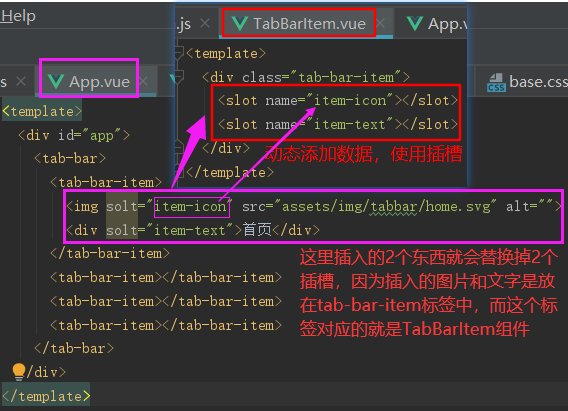 Help
.js
TabBarItem.vue
App.v
<template>
<div class="tab-bar-item">
<slot name="item-icon"></slot>
<slot name="item-text"></slot>
</div>
</template>
动态添加数据，使用插槽
s
App.vue
base.css
<template>
<div id="app">
<tab-bar>
<tab-bar-item>
<img solt="item-icon" src="assets/img/tabbar/home.svg" alt="">
<div solt="item-text">首页</div>
</tab-bar-item>
<tab-bar-item></tab-bar-item>
<tab-bar-item></tab-bar-item>
<tab-bar-item></tab-bar-item>
</tab-bar>
/div>
</template>
这里插入的2个东西就会替换掉2个
插槽，因为插入的图片和文字是放
在tab-bar-item标签中，而这个标
签对应的就是TabBarItem组件